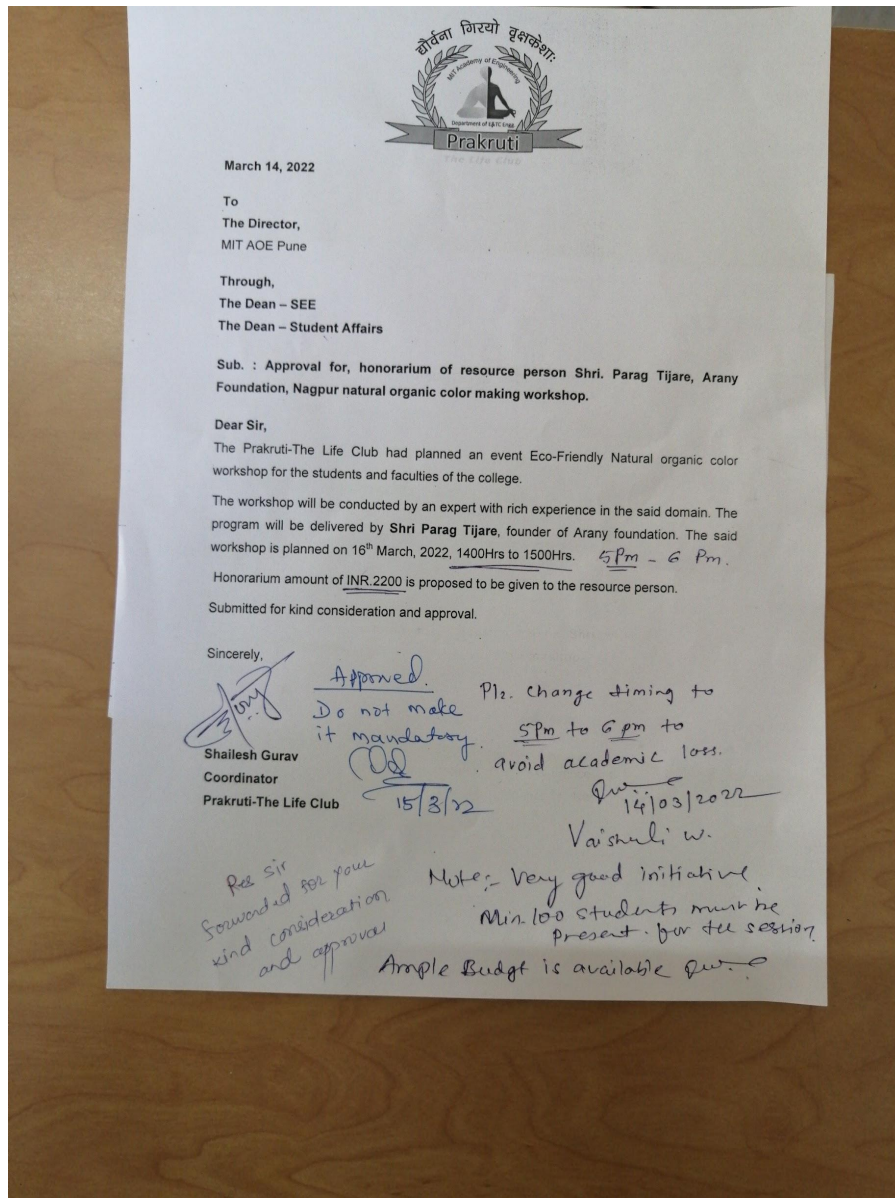 द्यौर्वना गिरयो वृक्षकेशाः
MIT Academy of Engineering
Department of E&TC Engg
Prakruti
The Life Club
March 14, 2022
To
The Director,
MIT AOE Pune
Through,
The Dean – SEE
The Dean – Student Affairs
Sub. : Approval for, honorarium of resource person Shri. Parag Tijare, Arany
Foundation, Nagpur natural organic color making workshop.
Dear Sir,
The Prakruti-The Life Club had planned an event Eco-Friendly Natural organic color
workshop for the students and faculties of the college.
The workshop will be conducted by an expert with rich experience in the said domain. The
program will be delivered by Shri Parag Tijare, founder of Arany foundation. The said
workshop is planned on 16th March, 2022, 1400Hrs to 1500Hrs. 5Pm - 6 Pm.
Honorarium amount of INR.2200 is proposed to be given to the resource person.
Submitted for kind consideration and approval.
Sincerely,
Approved.
Do not make
it mandatory.
15/3/22
Plz. change timing to
5Pm to 6 pm to
avoid academic loss.
14/03/2022
Vaishali W.
Shailesh Gurav
Coordinator
Prakruti-The Life Club
Res sir
forwarded for your
kind consideration
and approval
Note:- Very good initiative.
Min. 100 students must be
present for the session.
Ample Budgt is available